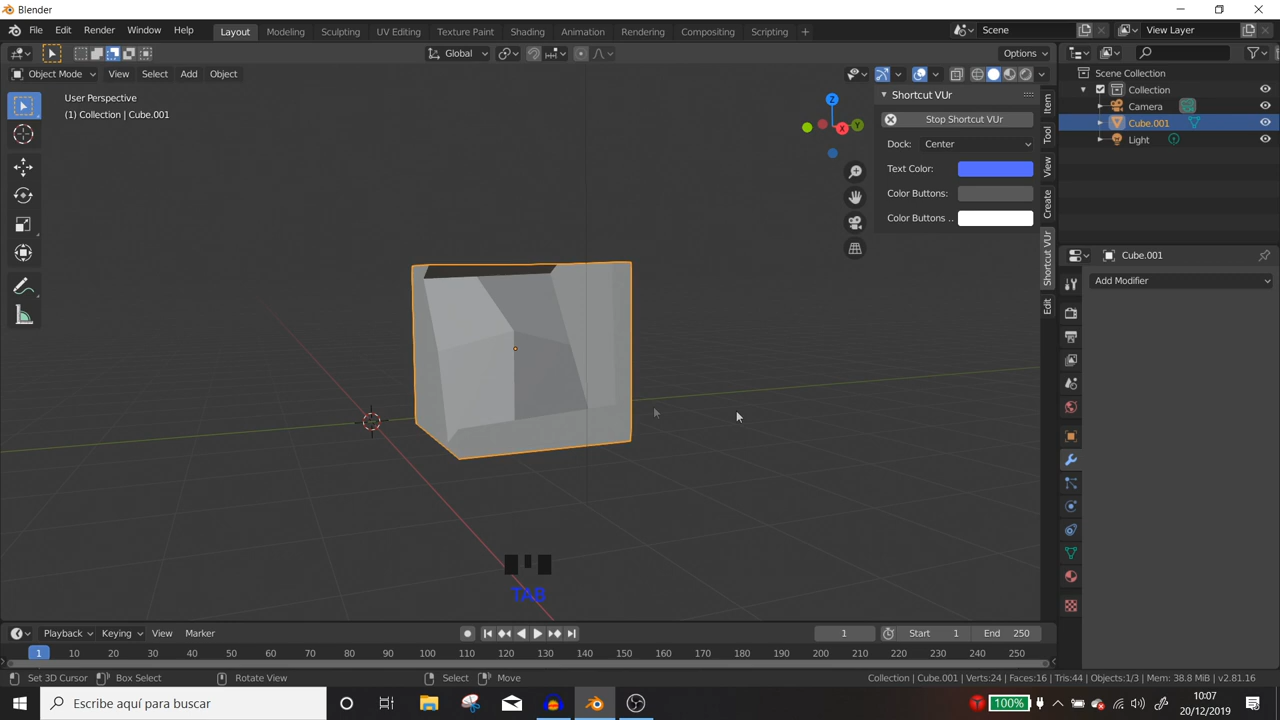 Blender
File Edit Render Window Help
Layout Modeling Sculpting UV Editing Texture Paint Shading Animation Rendering Compositing Scripting +
Scene
View Layer
Global
Options
Object Mode View Select Add Object
User Perspective
(1) Collection | Cube.001
Z
Y
X
Shortcut VUr
Stop Shortcut VUr
Dock: Center
Text Color:
Color Buttons:
Color Buttons ..
Item
Tool
View
Create
Shortcut VUr
Edit
Scene Collection
Collection
Camera
Cube.001
Light
Cube.001
Add Modifier
TAB
Playback Keying View Marker
1
Start 1
End 250
1 10 20 30 40 50 60 70 80 90 100 110 120 130 140 150 160 170 180 190 200 210 220 230 240 250
Set 3D Cursor Box Select Rotate View Select Move
Collection | Cube.001 | Verts:24 | Faces:16 | Tris:44 | Objects:1/3 | Mem: 38.8 MiB | v2.81.16
Escribe aquí para buscar
100%
10:07
20/12/2019